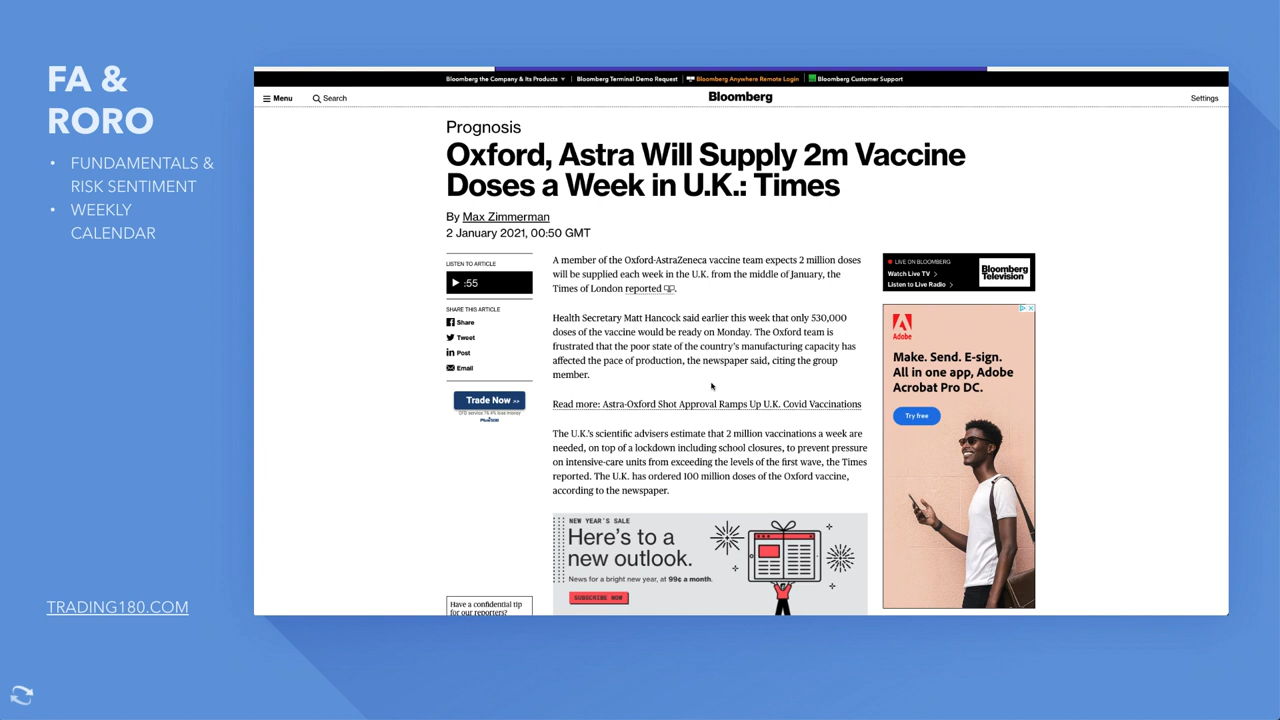 FA &
RORO
• FUNDAMENTALS &
RISK SENTIMENT
• WEEKLY
CALENDAR
TRADING180.COM
Bloomberg the Company & Its Products
Bloomberg Terminal Demo Request
Bloomberg Anywhere Remote Login
Bloomberg Customer Support
Menu
Search
Bloomberg
Settings
Prognosis
Oxford, Astra Will Supply 2m Vaccine
Doses a Week in U.K.: Times
By Max Zimmerman
2 January 2021, 00:50 GMT
LISTEN TO ARTICLE
:55
SHARE THIS ARTICLE
Share
Tweet
Post
Email
Trade Now >>
CFD service. 76.4% lose money
Plus500
Have a confidential tip
for our reporters?
A member of the Oxford-AstraZeneca vaccine team expects 2 million doses
will be supplied each week in the U.K. from the middle of January, the
Times of London reported.
Health Secretary Matt Hancock said earlier this week that only 530,000
doses of the vaccine would be ready on Monday. The Oxford team is
frustrated that the poor state of the country's manufacturing capacity has
affected the pace of production, the newspaper said, citing the group
member.
Read more: Astra-Oxford Shot Approval Ramps Up U.K. Covid Vaccinations
The U.K.'s scientific advisers estimate that 2 million vaccinations a week are
needed, on top of a lockdown including school closures, to prevent pressure
on intensive-care units from exceeding the levels of the first wave, the Times
reported. The U.K. has ordered 100 million doses of the Oxford vaccine,
according to the newspaper.
NEW YEAR'S SALE
Here's to a
new outlook.
News for a bright new year, at 99¢ a month.
SUBSCRIBE NOW
LIVE ON BLOOMBERG
Watch Live TV >
Listen to Live Radio >
Bloomberg
Television
Adobe
Make. Send. E-sign.
All in one app, Adobe
Acrobat Pro DC.
Try free